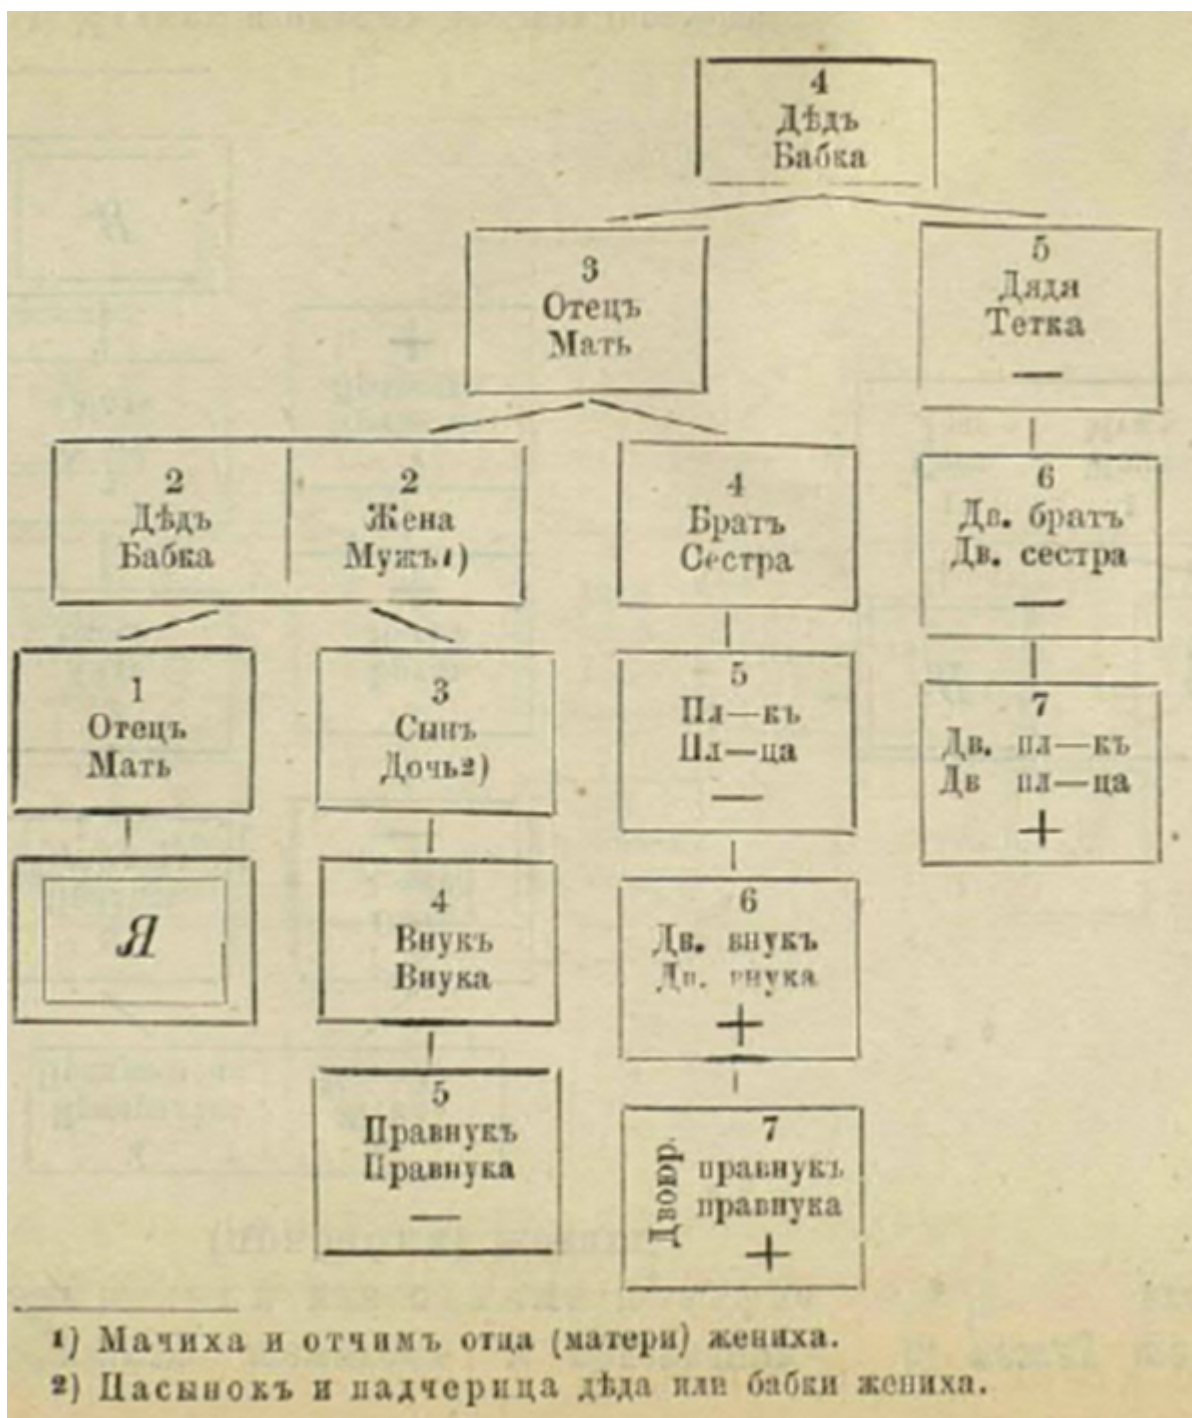 4
Дѣдъ
Бабка
3
Отецъ
Мать
5
Дядя
Тетка
—
2
Дѣдъ
Бабка
2
Жена
Мужъ1)
4
Братъ
Сестра
6
Дв. братъ
Дв. сестра
—
1
Отецъ
Мать
3
Сынъ
Дочь2)
5
Пл—къ
Пл—ца
—
7
Дв. пл—къ
Дв пл—ца
+
Я
4
Внукъ
Внука
6
Дв. внукъ
Дв. внука
+
5
Правнукъ
Правнука
—
7
Двоюр.
правнукъ
правнука
+
1) Мачиха и отчимъ отца (матери) жениха.
2) Пасынокъ и падчерица дѣда или бабки жениха.